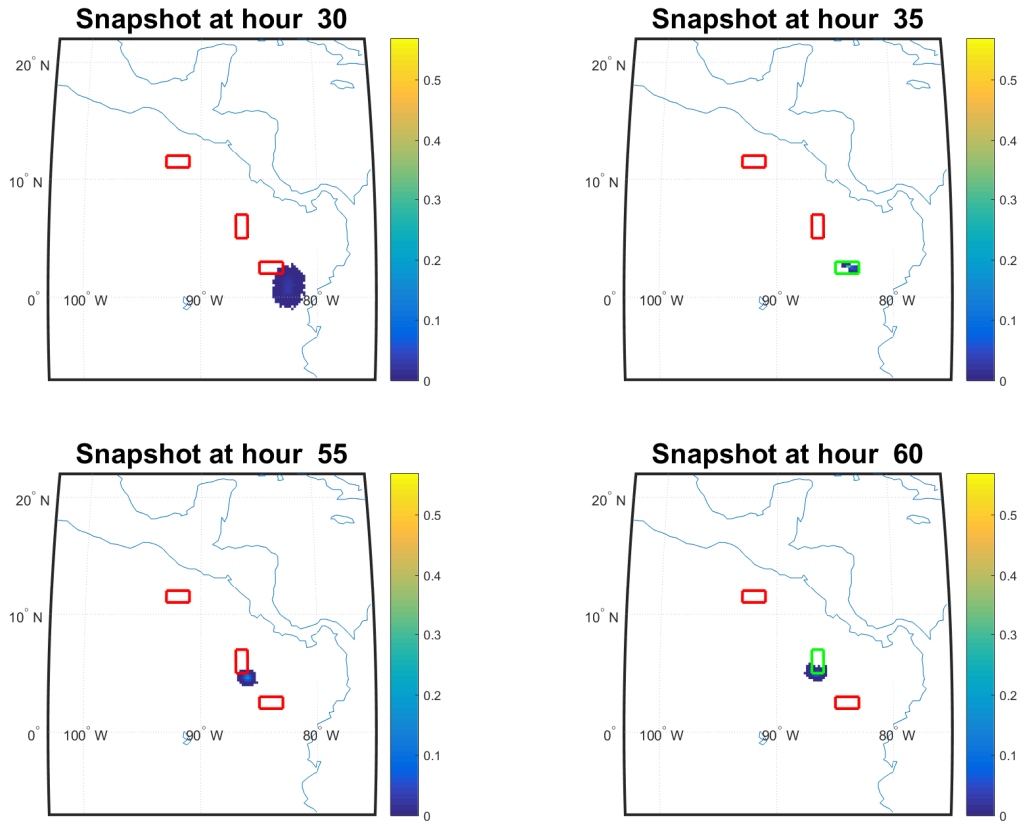 Snapshot at hour 30
20° N
10° N
0°
100° W
90° W
80° W
0.5
0.4
0.3
0.2
0.1
0
Snapshot at hour 35
20° N
10° N
0°
100° W
90° W
80° W
0.5
0.4
0.3
0.2
0.1
0
Snapshot at hour 55
20° N
10° N
0°
100° W
90° W
80° W
0.5
0.4
0.3
0.2
0.1
0
Snapshot at hour 60
20° N
10° N
0°
100° W
90° W
80° W
0.5
0.4
0.3
0.2
0.1
0